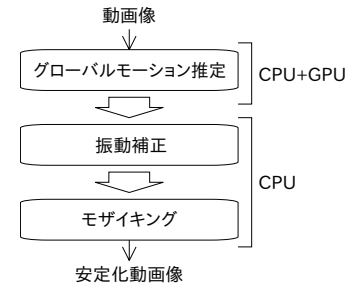 動画像
グローバルモーション推定
CPU+GPU
振動補正
CPU
モザイキング
安定化動画像